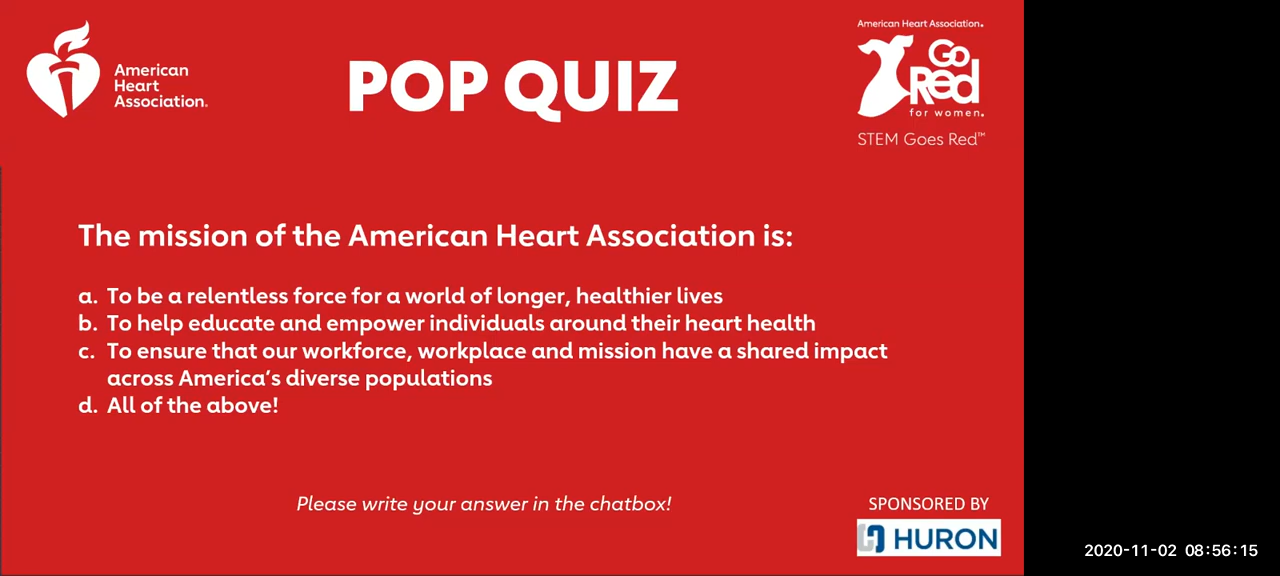 American Heart Association.
American
Heart
Association.
POP QUIZ
Go
Red
for women.
STEM Goes Red™
The mission of the American Heart Association is:
a. To be a relentless force for a world of longer, healthier lives
b. To help educate and empower individuals around their heart health
c. To ensure that our workforce, workplace and mission have a shared impact
across America's diverse populations
d. All of the above!
Please write your answer in the chatbox!
SPONSORED BY
HURON
2020-11-02 08:56:15